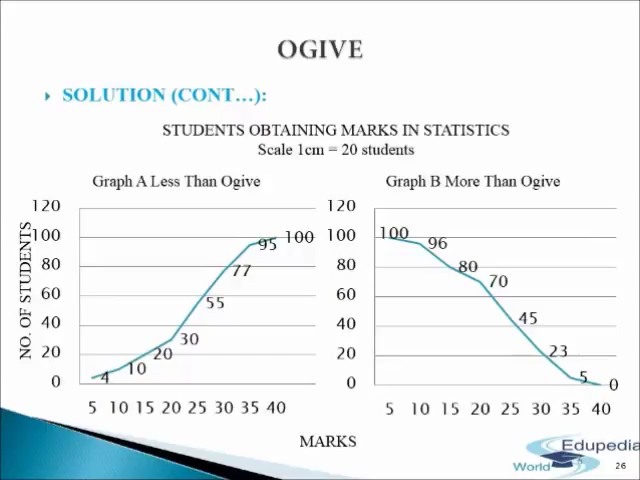 OGIVE
SOLUTION (CONT…):
STUDENTS OBTAINING MARKS IN STATISTICS
Scale 1cm = 20 students
Graph A Less Than Ogive
NO. OF STUDENTS
120
100
80
60
40
20
0
4
10
20
30
55
77
95
100
5 10 15 20 25 30 35 40
Graph B More Than Ogive
120
100
80
60
40
20
0
100
96
80
70
45
23
5
0
5 10 15 20 25 30 35 40
MARKS
Edupedia
World
26